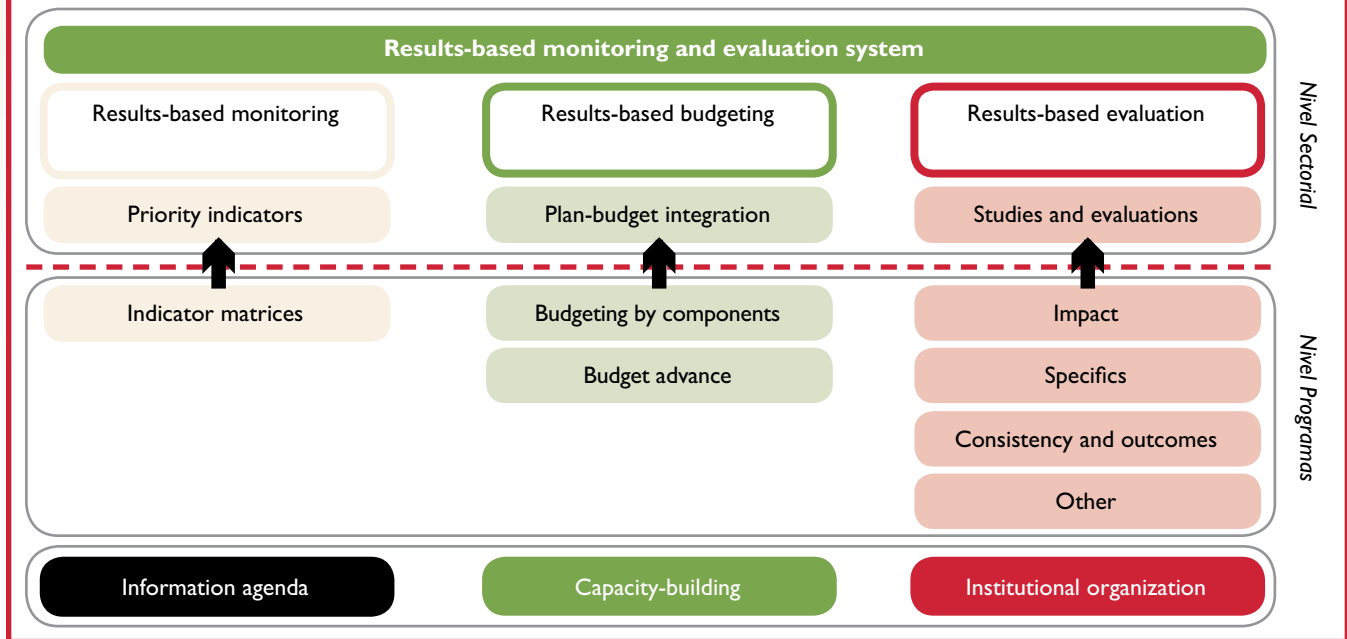 Results-based monitoring and evaluation system
Results-based monitoring
Results-based budgeting
Results-based evaluation
Priority indicators
Plan-budget integration
Studies and evaluations
Nivel Sectorial
Indicator matrices
Budgeting by components
Impact
Budget advance
Specifics
Consistency and outcomes
Other
Nivel Programas
Information agenda
Capacity-building
Institutional organization